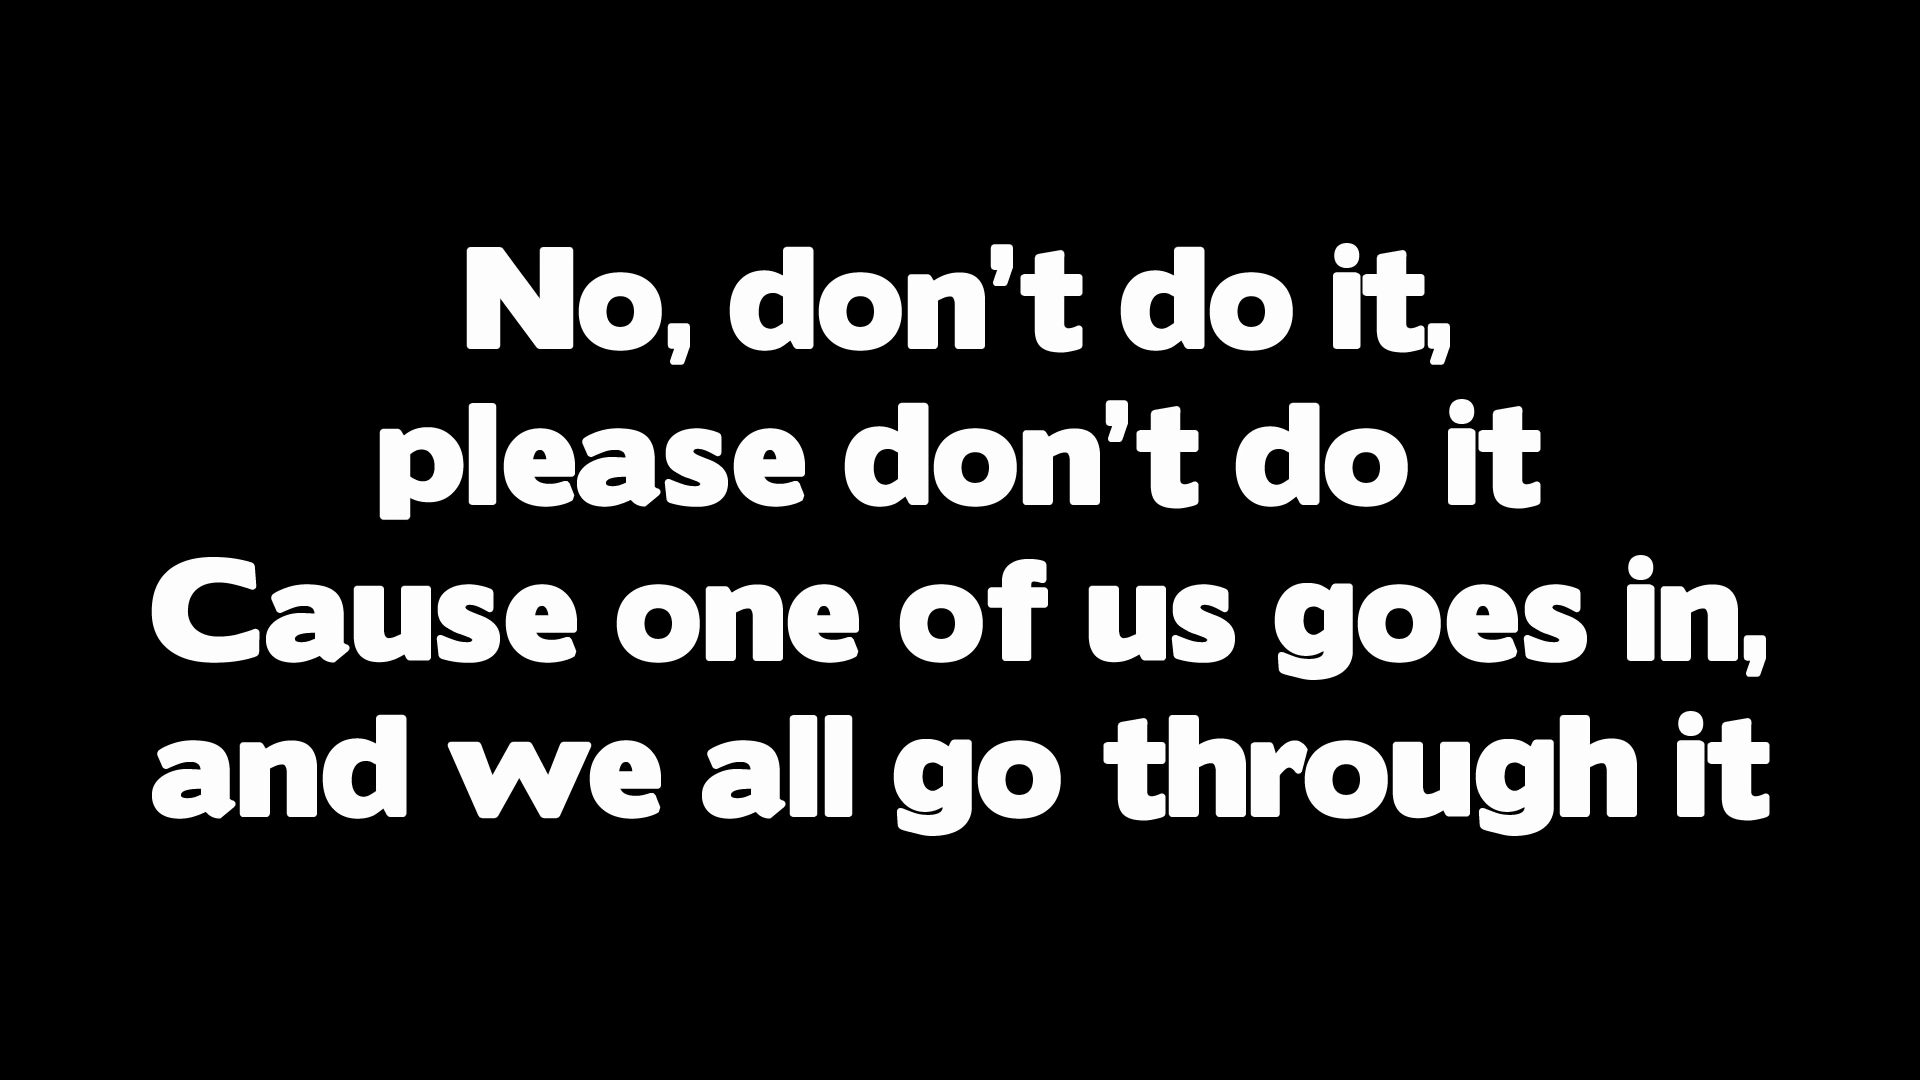 No, don't do it,
please don't do it
Cause one of us goes in,
and we all go through it